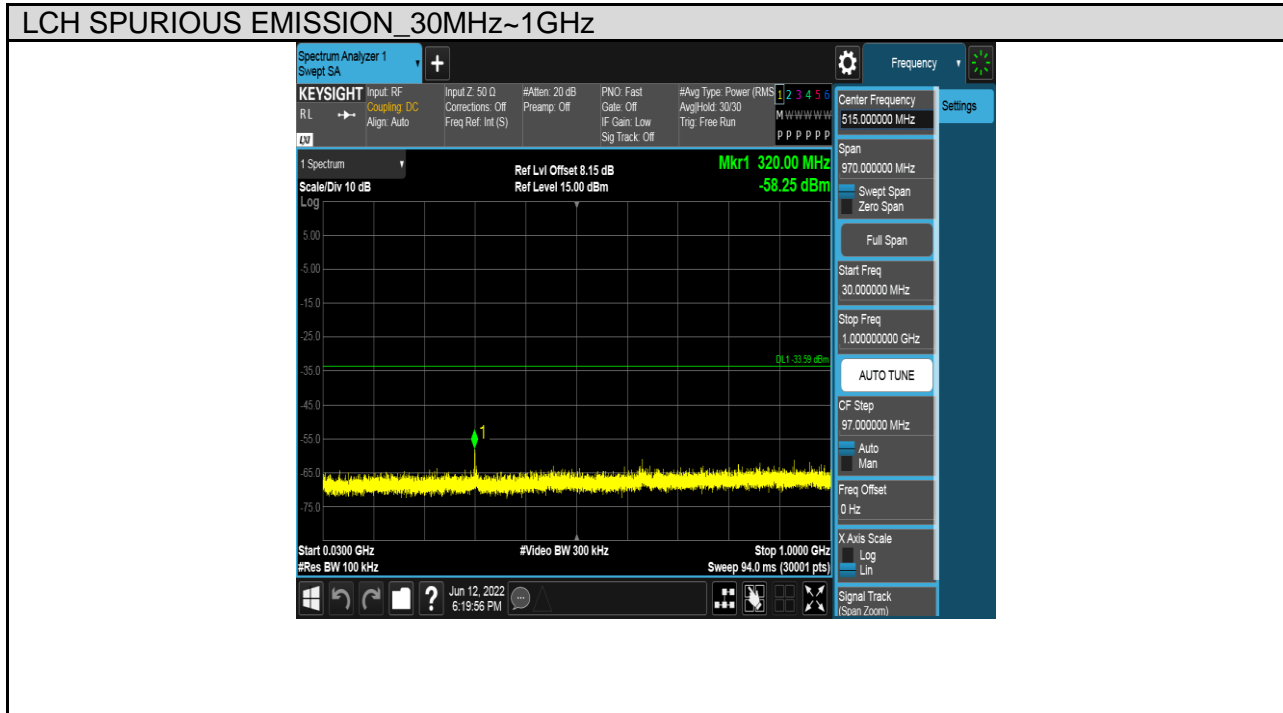 LCH SPURIOUS EMISSION_30MHz~1GHz
Spectrum Analyzer 1
Swept SA
+
Frequency
KEYSIGHT
RL
LXI
Input: RF
Coupling: DC
Align: Auto
Input Z: 50 Ω
Corrections: Off
Freq Ref: Int (S)
#Atten: 20 dB
Preamp: Off
PNO: Fast
Gate: Off
IF Gain: Low
Sig Track: Off
#Avg Type: Power (RMS
Avg|Hold: 30/30
Trig: Free Run
1 2 3 4 5 6
M W W W W W
P P P P P P
1 Spectrum
Scale/Div 10 dB
Ref Lvl Offset 8.15 dB
Ref Level 15.00 dBm
Mkr1 320.00 MHz
-58.25 dBm
Log
5.00
-5.00
-15.0
-25.0
DL1 -33.59 dBm
-35.0
-45.0
1
-55.0
-65.0
-75.0
Start 0.0300 GHz
#Res BW 100 kHz
#Video BW 300 kHz
Stop 1.0000 GHz
Sweep 94.0 ms (30001 pts)
?
Jun 12, 2022
6:19:56 PM
Center Frequency
515.000000 MHz
Settings
Span
970.000000 MHz
Swept Span
Zero Span
Full Span
Start Freq
30.000000 MHz
Stop Freq
1.000000000 GHz
AUTO TUNE
CF Step
97.000000 MHz
Auto
Man
Freq Offset
0 Hz
X Axis Scale
Log
Lin
Signal Track
(Span Zoom)